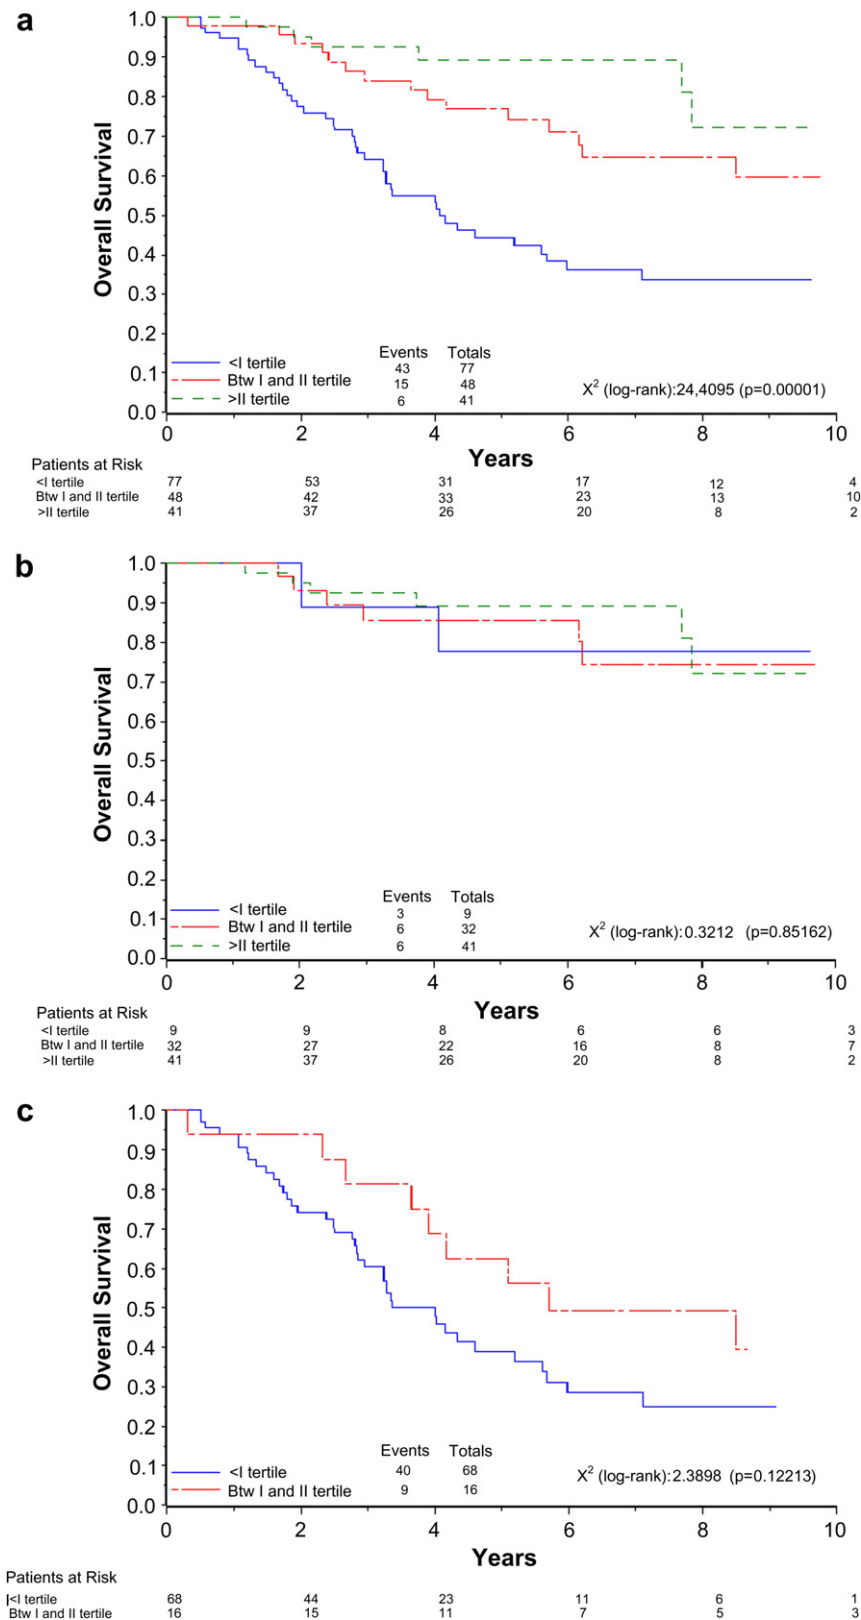 a
1.0
0.9
0.8
0.7
0.6
0.5
0.4
0.3
0.2
0.1
0.0
Overall Survival
Events Totals
<I tertile 43 77
Btw I and II tertile 15 48
>II tertile 6 41
X² (log-rank):24,4095 (p=0.00001)
0 2 4 6 8 10
Years
Patients at Risk
<I tertile 77 53 31 17 12 4
Btw I and II tertile 48 42 33 23 13 10
>II tertile 41 37 26 20 8 2
b
1.0
0.9
0.8
0.7
0.6
0.5
0.4
0.3
0.2
0.1
0.0
Overall Survival
Events Totals
<I tertile 3 9
Btw I and II tertile 6 32
>II tertile 6 41
X² (log-rank):0.3212 (p=0.85162)
0 2 4 6 8 10
Years
Patients at Risk
<I tertile 9 9 8 6 6 3
Btw I and II tertile 32 27 22 16 8 7
>II tertile 41 37 26 20 8 2
c
1.0
0.9
0.8
0.7
0.6
0.5
0.4
0.3
0.2
0.1
0.0
Overall Survival
Events Totals
<I tertile 40 68
Btw I and II tertile 9 16
X² (log-rank):2.3898 (p=0.12213)
0 2 4 6 8 10
Years
Patients at Risk
|<I tertile 68 44 23 11 6 1
Btw I and II tertile 16 15 11 7 5 3